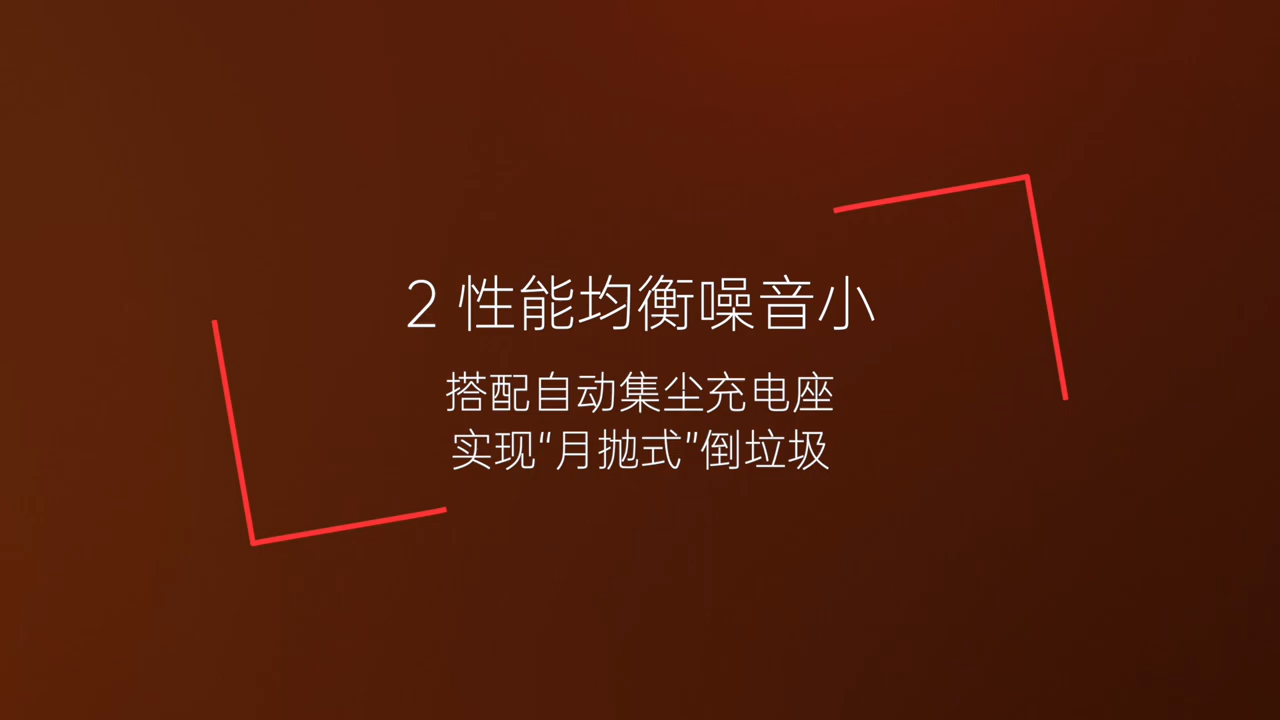 2 性能均衡噪音小
搭配自动集尘充电座
实现“月抛式”倒垃圾